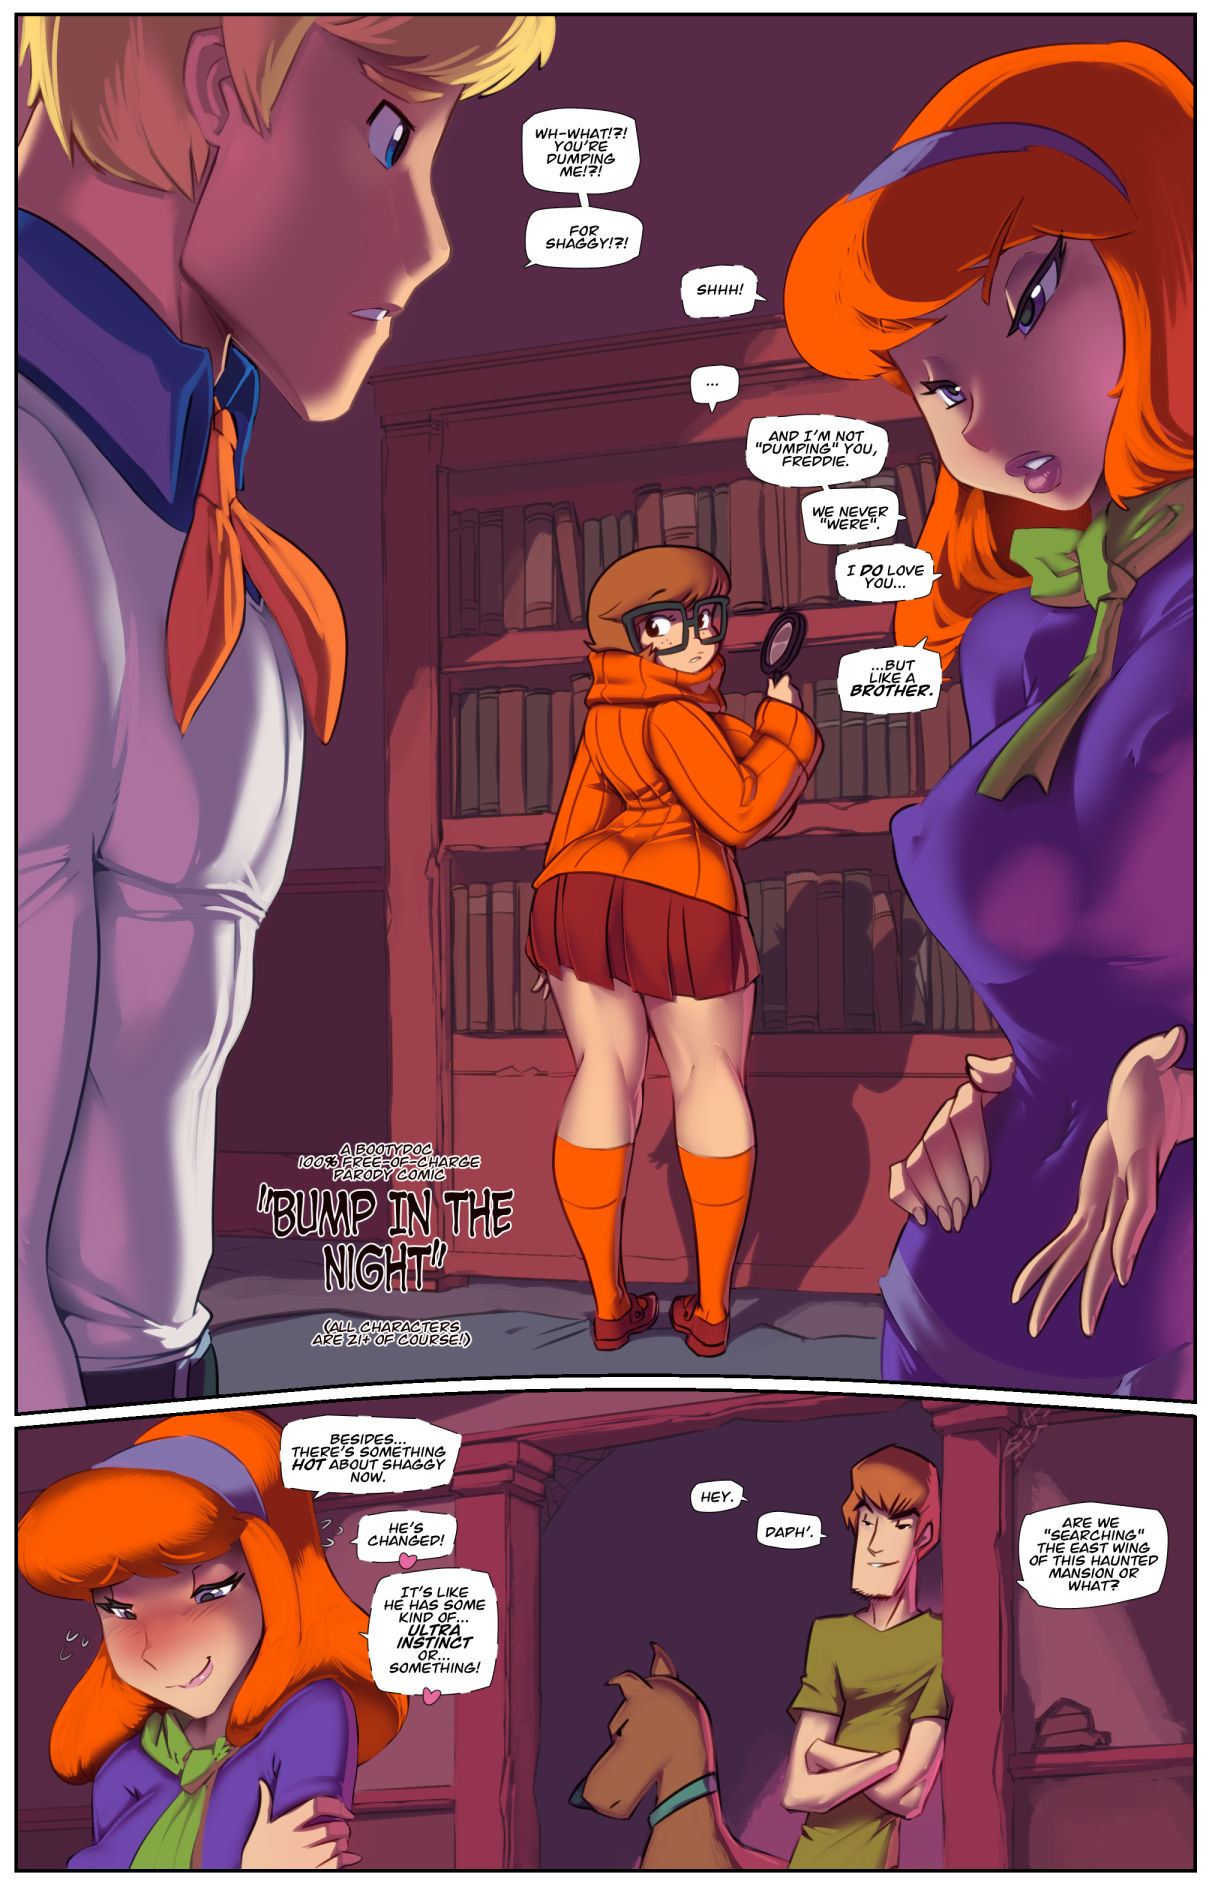 WH-WHAT!?!
YOU'RE
DUMPING
ME!?!
FOR
SHAGGY!?!
SHHH!
...
AND I'M NOT
"DUMPING" YOU,
FREDDIE.
WE NEVER
"WERE".
I DO LOVE
YOU...
...BUT
LIKE A
BROTHER.
A BOOTYDOC
100% FREE-OF-CHARGE
PARODY COMIC
"BUMP IN THE
NIGHT"
(ALL CHARACTERS
ARE 21+ OF COURSE!)
BESIDES...
THERE'S SOMETHING
HOT ABOUT SHAGGY
NOW.
HE'S
CHANGED!
IT'S LIKE
HE HAS SOME
KIND OF...
ULTRA
INSTINCT
OR...
SOMETHING!
HEY.
DAPH'.
ARE WE
"SEARCHING"
THE EAST WING
OF THIS HAUNTED
MANSION OR
WHAT?